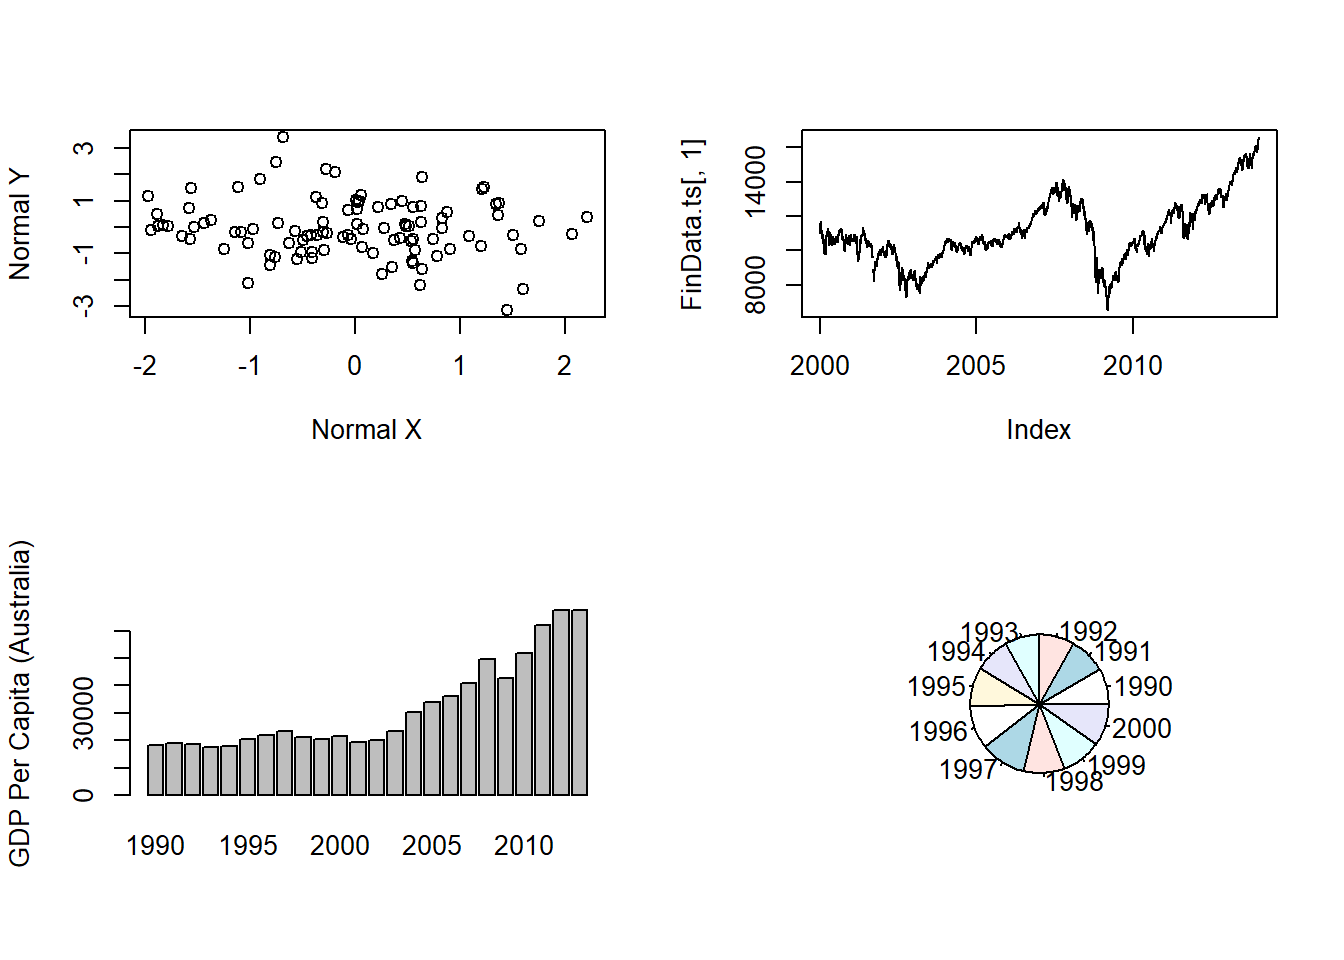 Normal Y
3
1
-1
-3
-2 -1 0 1 2
Normal X
FinData.ts[, 1]
14000
8000
2000 2005 2010
Index
GDP Per Capita (Australia)
30000
0
1990 1995 2000 2005 2010
1993 1992
1994 1991
1995 1990
1996 2000
1997 1999
1998